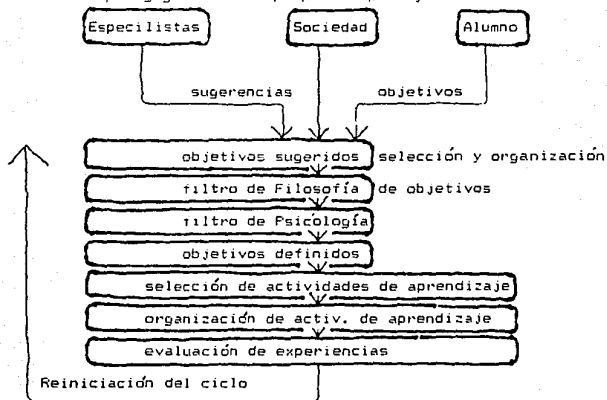 Especilistas Sociedad Alumno
sugerencias objetivos
objetivos sugeridos selección y organización
filtro de Filosofía de objetivos
filtro de Psicología
objetivos definidos
selección de actividades de aprendizaje
organización de activ. de aprendizaje
evaluación de experiencias
Reiniciación del ciclo